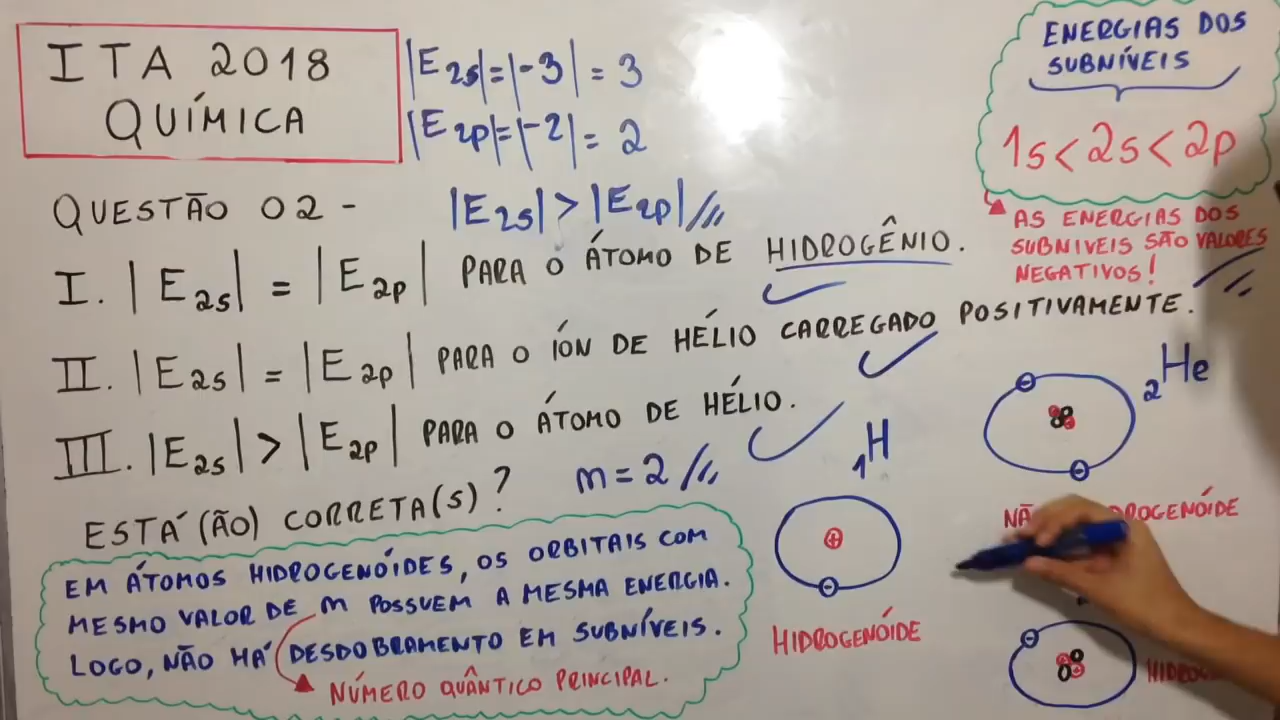 ITA 2018
QUÍMICA
|E2s|=|-3| = 3
|E2p|=|-2| = 2
|E2s| > |E2p|
ENERGIAS DOS
SUBNÍVEIS
1s < 2s < 2p
AS ENERGIAS DOS
SUBNIVEIS SÃO VALORES
NEGATIVOS!
QUESTÃO 02 -
I. |E2s| = |E2p| PARA O ÁTOMO DE HIDROGÊNIO.
II. |E2s| = |E2p| PARA O ÍON DE HÉLIO CARREGADO POSITIVAMENTE.
III. |E2s| > |E2p| PARA O ÁTOMO DE HÉLIO.
ESTÁ (ÃO) CORRETA(S)?
m = 2
EM ÁTOMOS HIDROGENÓIDES, OS ORBITAIS COM
MESMO VALOR DE m POSSUEM A MESMA ENERGIA.
LOGO, NÃO HÁ DESDOBRAMENTO EM SUBNÍVEIS.
NÚMERO QUÂNTICO PRINCIPAL.
1H
+
-
HIDROGENÓIDE
2He
-
-
-